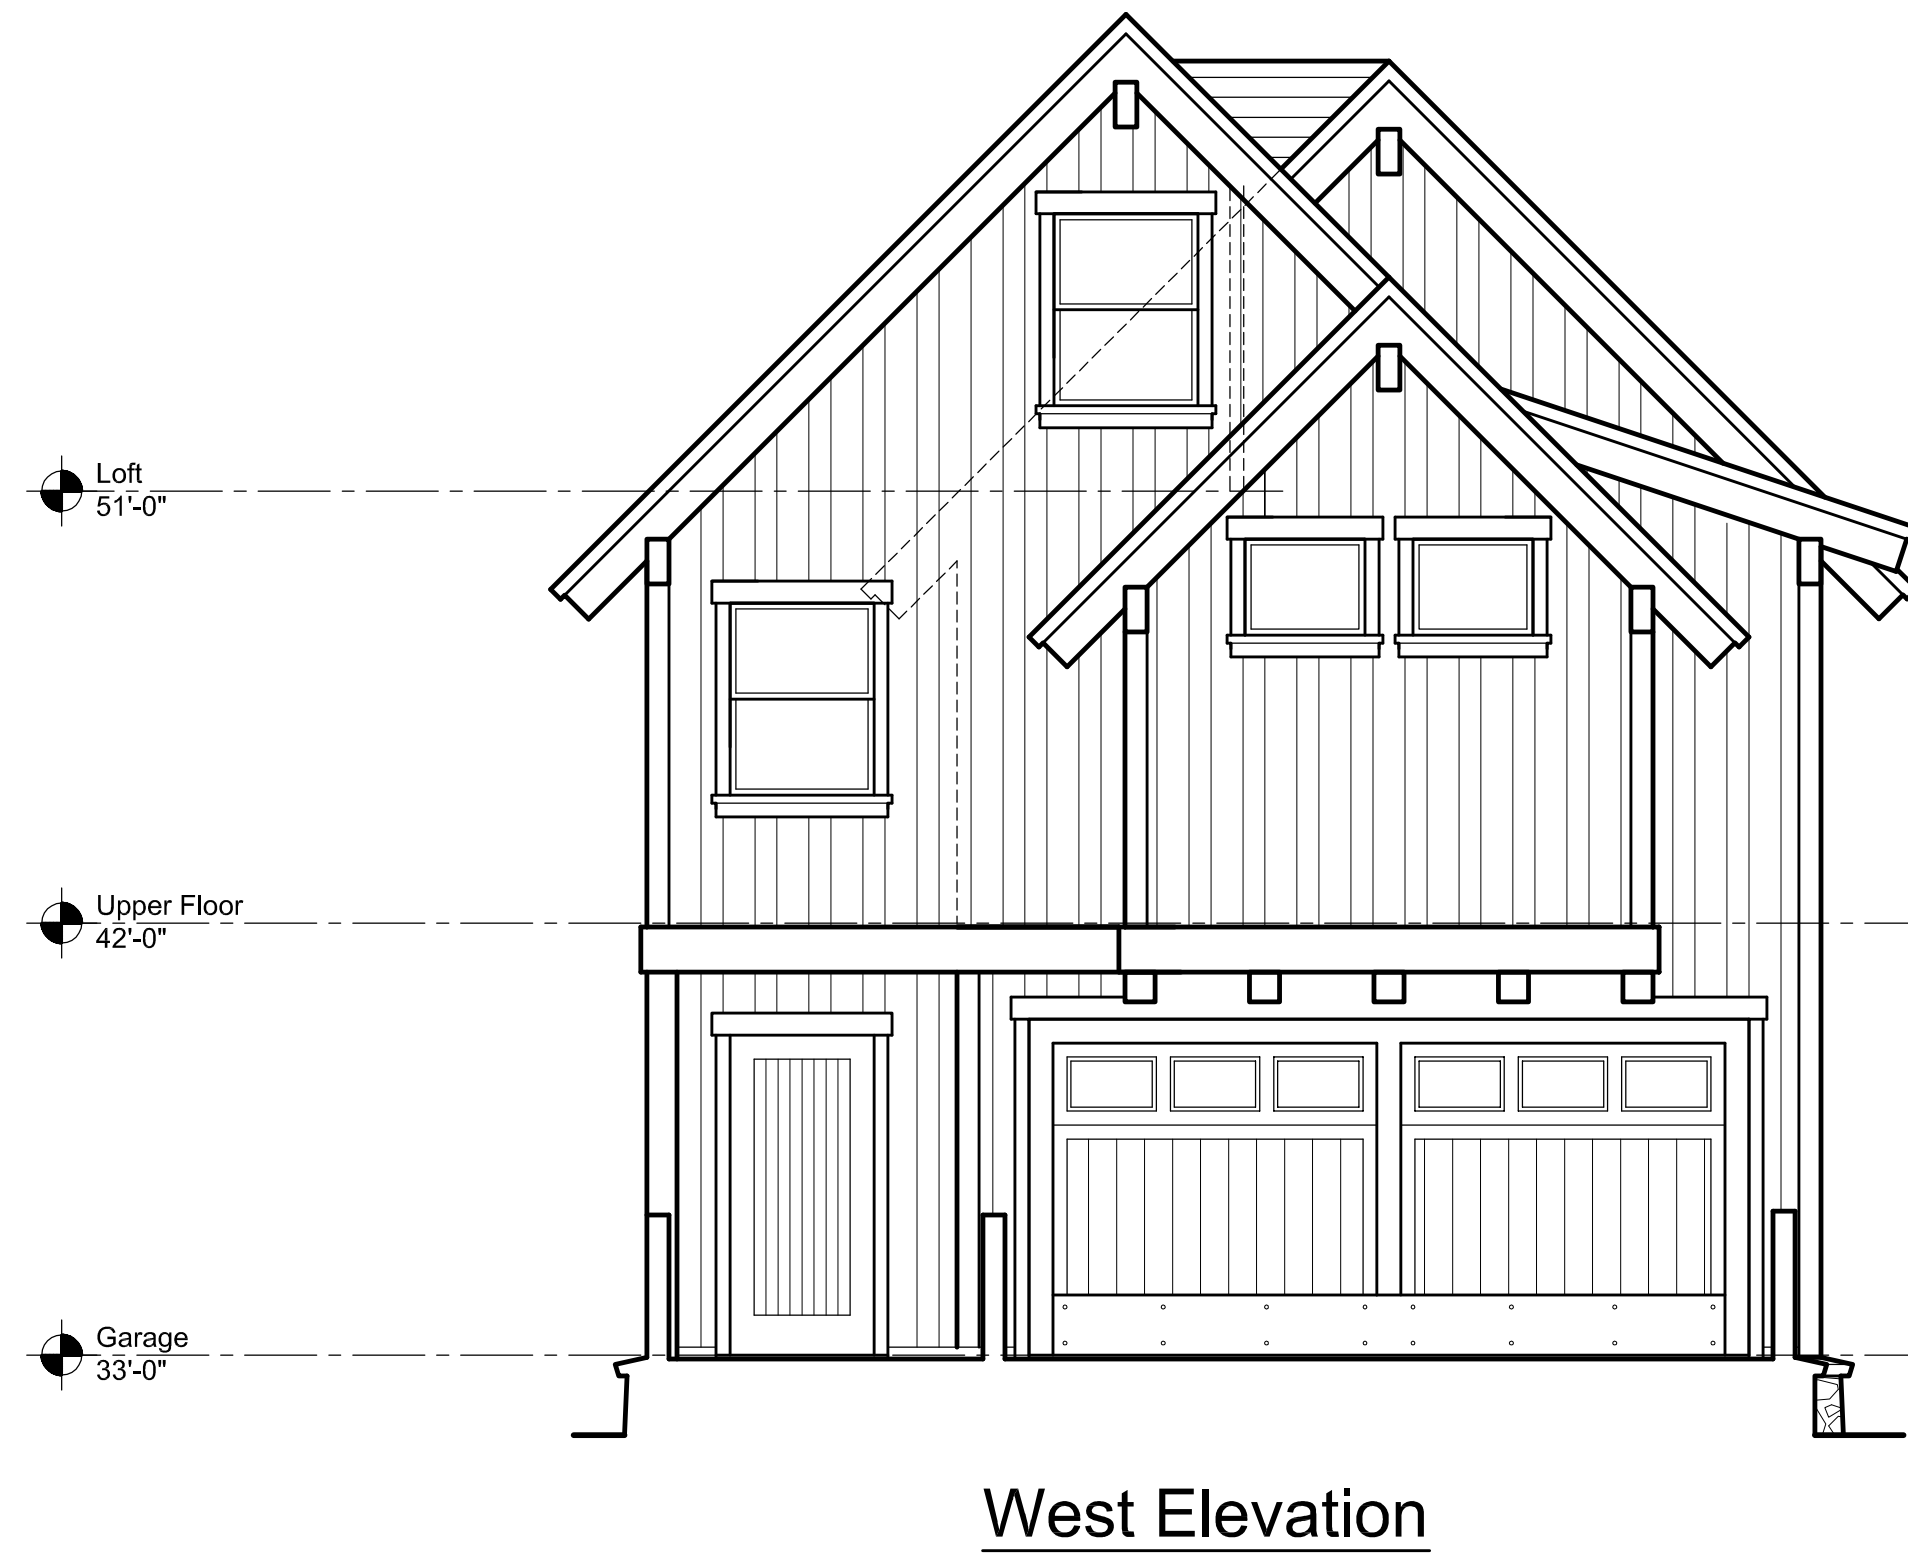 Loft
51'-0"
Upper Floor
42'-0"
Garage
33'-0"
West Elevation